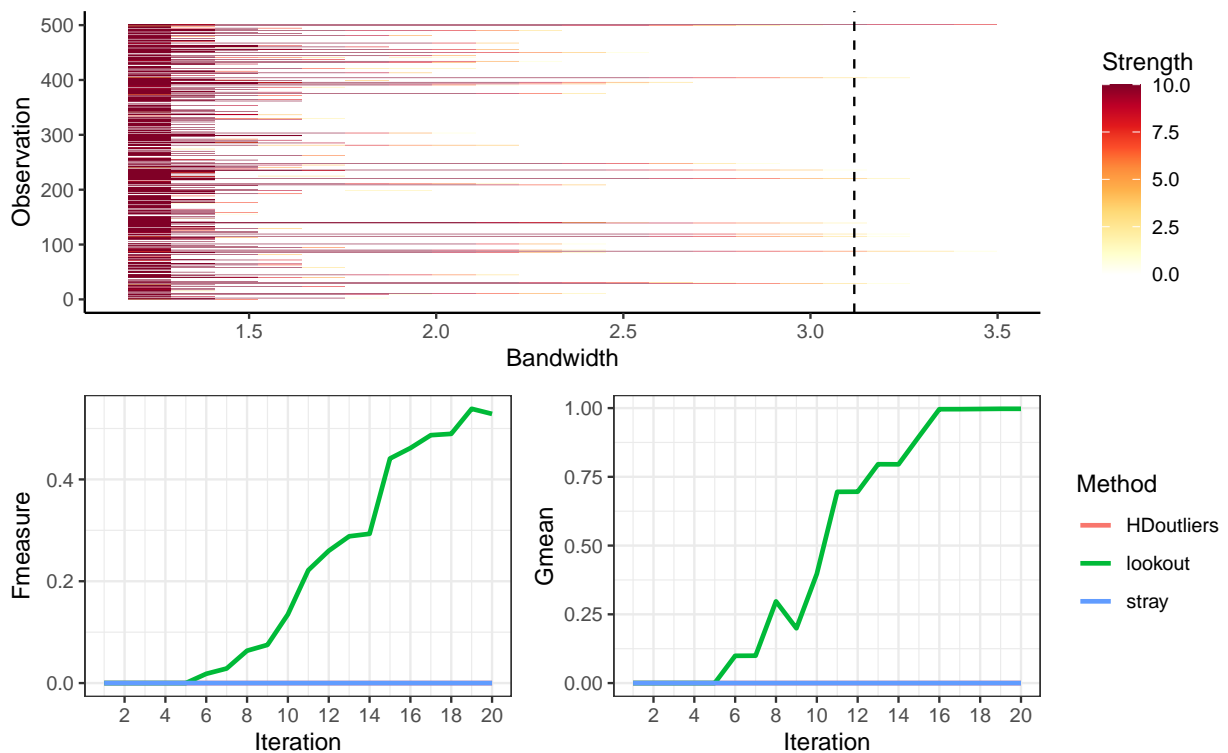 500
400
300
200
100
0
Observation
1.5 2.0 2.5 3.0 3.5
Bandwidth
Strength
10.0
7.5
5.0
2.5
0.0
0.4
0.2
0.0
Fmeasure
2 4 6 8 10 12 14 16 18 20
Iteration
1.00
0.75
0.50
0.25
0.00
Gmean
2 4 6 8 10 12 14 16 18 20
Iteration
Method
HDoutliers
lookout
stray